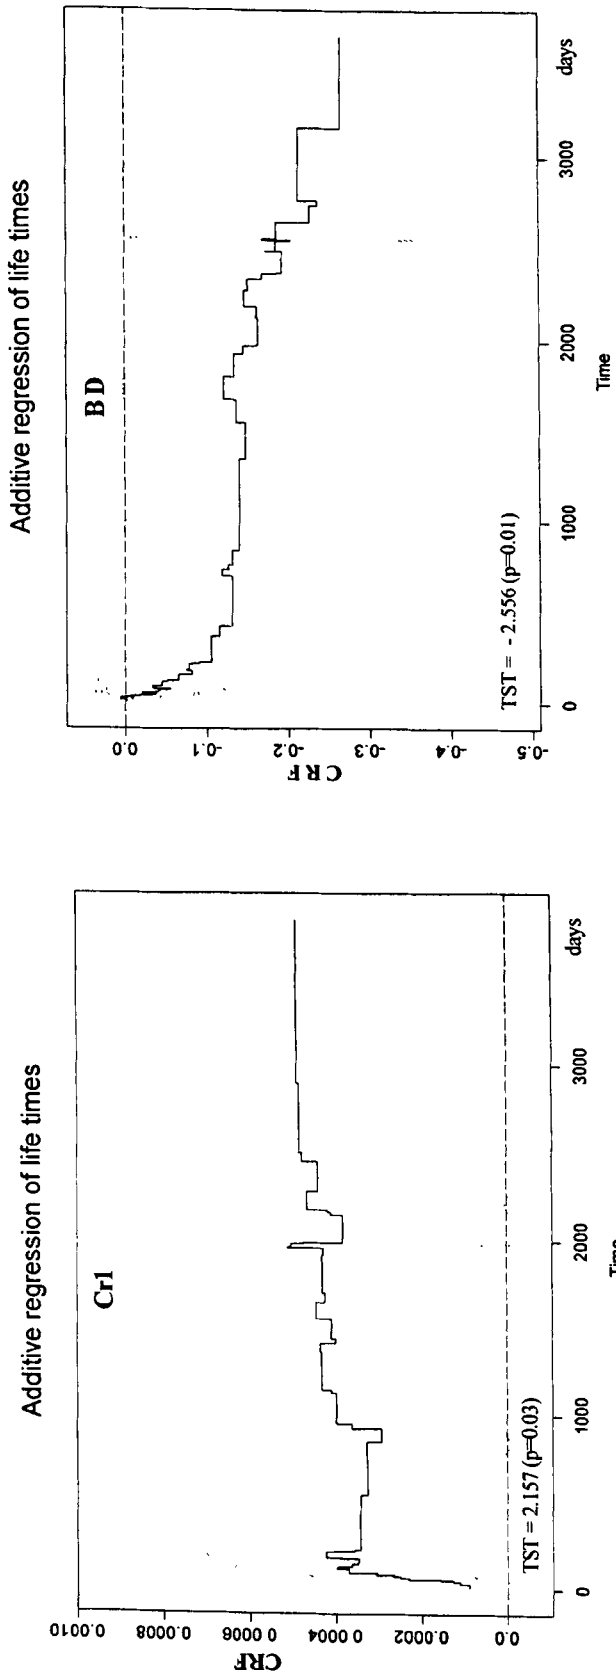 Additive regression of life times
Cr1
CRF
0.0010
0.0008
0.0006
0.0004
0.0002
0.0
TST = 2.157 (p=0.03)
0
1000
2000
3000
days
Time
Additive regression of life times
B D
C R F
0.0
-0.1
-0.2
-0.3
-0.4
-0.5
TST = - 2.556 (p=0.01)
0
1000
2000
3000
days
Time